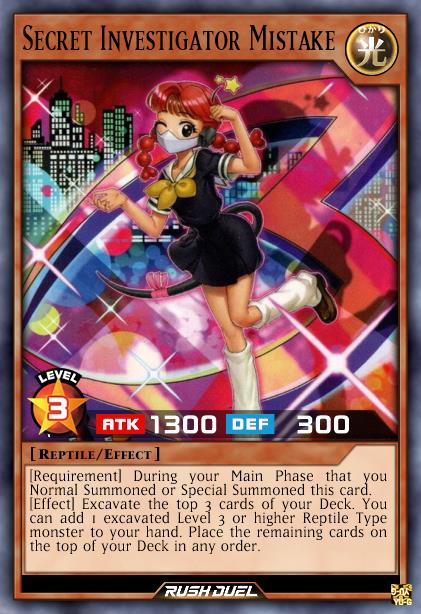 SECRET INVESTIGATOR MISTAKE
ひかり
光
LEVEL
3
ATK 1300 DEF 300
[REPTILE/EFFECT]
[Requirement] During your Main Phase that you
Normal Summoned or Special Summoned this card.
[Effect] Excavate the top 3 cards of your Deck. You
can add 1 excavated Level 3 or higher Reptile Type
monster to your hand. Place the remaining cards on
the top of your Deck in any order.
RUSH DUEL